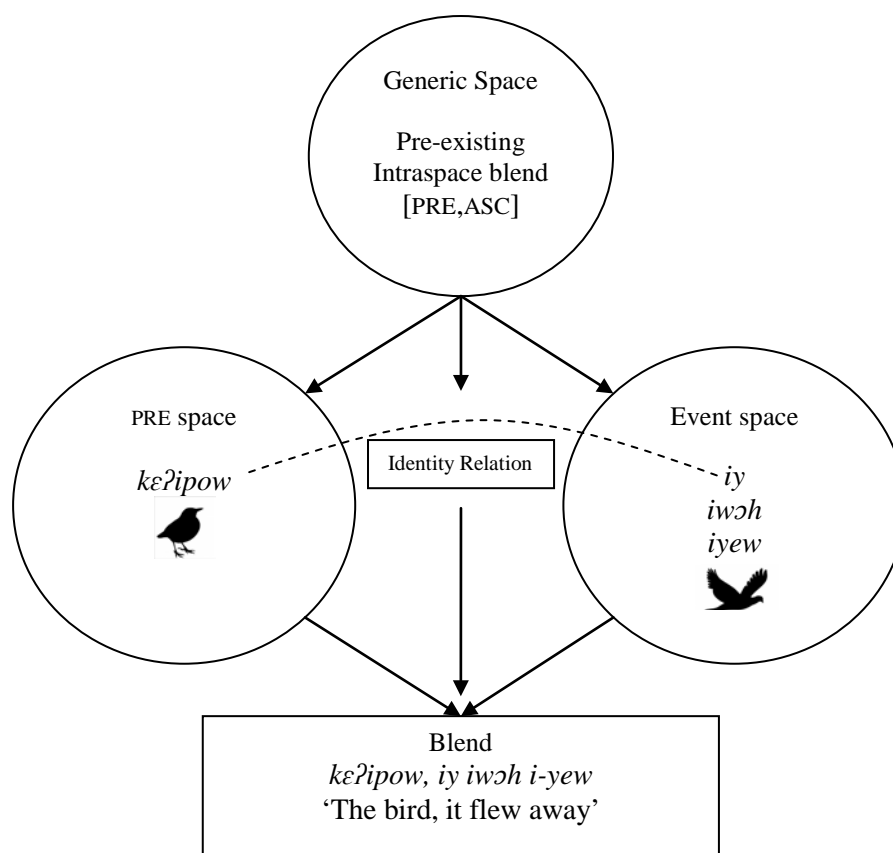 Generic Space
Pre-existing
Intraspace blend
[PRE,ASC]
PRE space
kɛʔipow
Identity Relation
Event space
iy
iwɔh
iyew
Blend
kɛʔipow, iy iwɔh i-yew
‘The bird, it flew away’